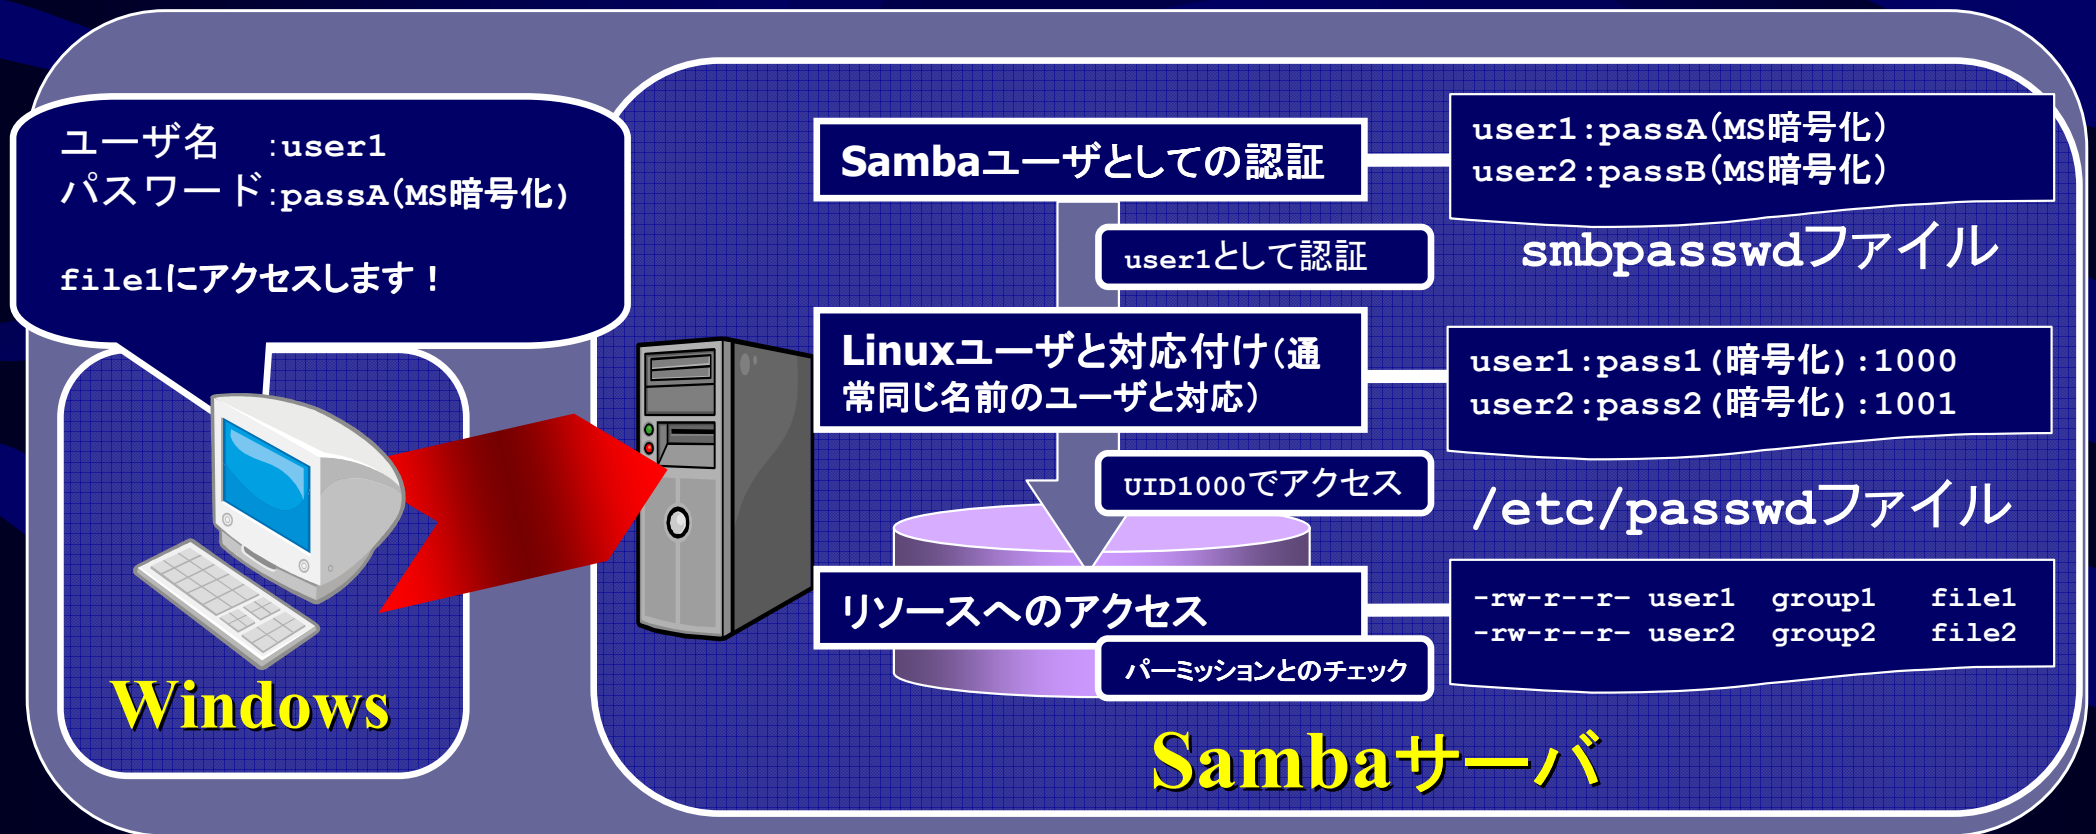 ユーザ名　:user1
パスワード:passA(MS暗号化)
file1にアクセスします！
Windows
Sambaユーザとしての認証
user1として認証
Linuxユーザと対応付け(通
常同じ名前のユーザと対応)
UID1000でアクセス
リソースへのアクセス
パーミッションとのチェック
user1:passA(MS暗号化)
user2:passB(MS暗号化)
smbpasswdファイル
user1:pass1(暗号化):1000
user2:pass2(暗号化):1001
/etc/passwdファイル
-rw-r--r- user1 group1 file1
-rw-r--r- user2 group2 file2
Sambaサーバ